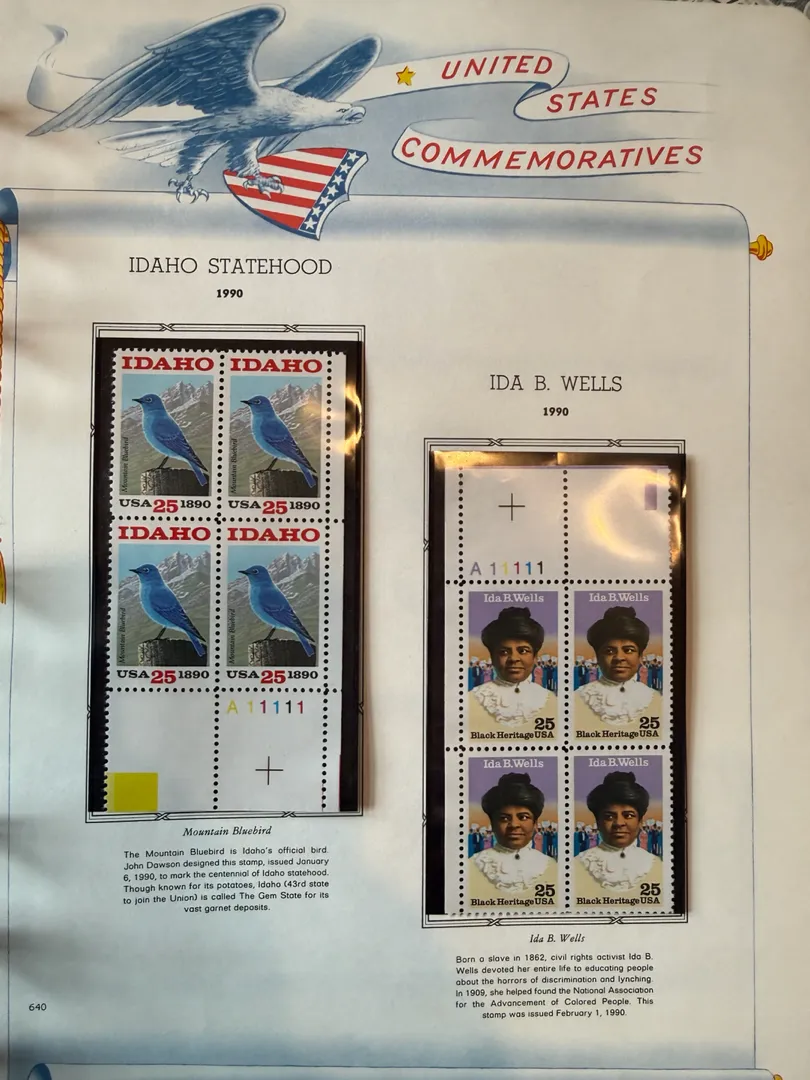 UNITED
STATES
COMMEMORATIVES
IDAHO STATEHOOD
1990
IDAHO
IDAHO
Mountain Bluebird
Mountain Bluebird
USA 25 1890
USA 25 1890
IDAHO
IDAHO
Mountain Bluebird
Mountain Bluebird
USA 25 1890
USA 25 1890
A 11111
Mountain Bluebird
The Mountain Bluebird is Idaho's official bird.
John Dawson designed this stamp, issued January
6, 1990, to mark the centennial of Idaho statehood.
Though known for its potatoes, Idaho (43rd state
to join the Union) is called The Gem State for its
vast garnet deposits.
IDA B. WELLS
1990
A 11111
Ida B. Wells
Ida B. Wells
25
25
Black Heritage USA
Black Heritage USA
Ida B. Wells
Ida B. Wells
25
25
Black Heritage USA
Black Heritage USA
Ida B. Wells
Born a slave in 1862, civil rights activist Ida B.
Wells devoted her entire life to educating people
about the horrors of discrimination and lynching.
In 1909, she helped found the National Association
for the Advancement of Colored People. This
stamp was issued February 1, 1990.
640